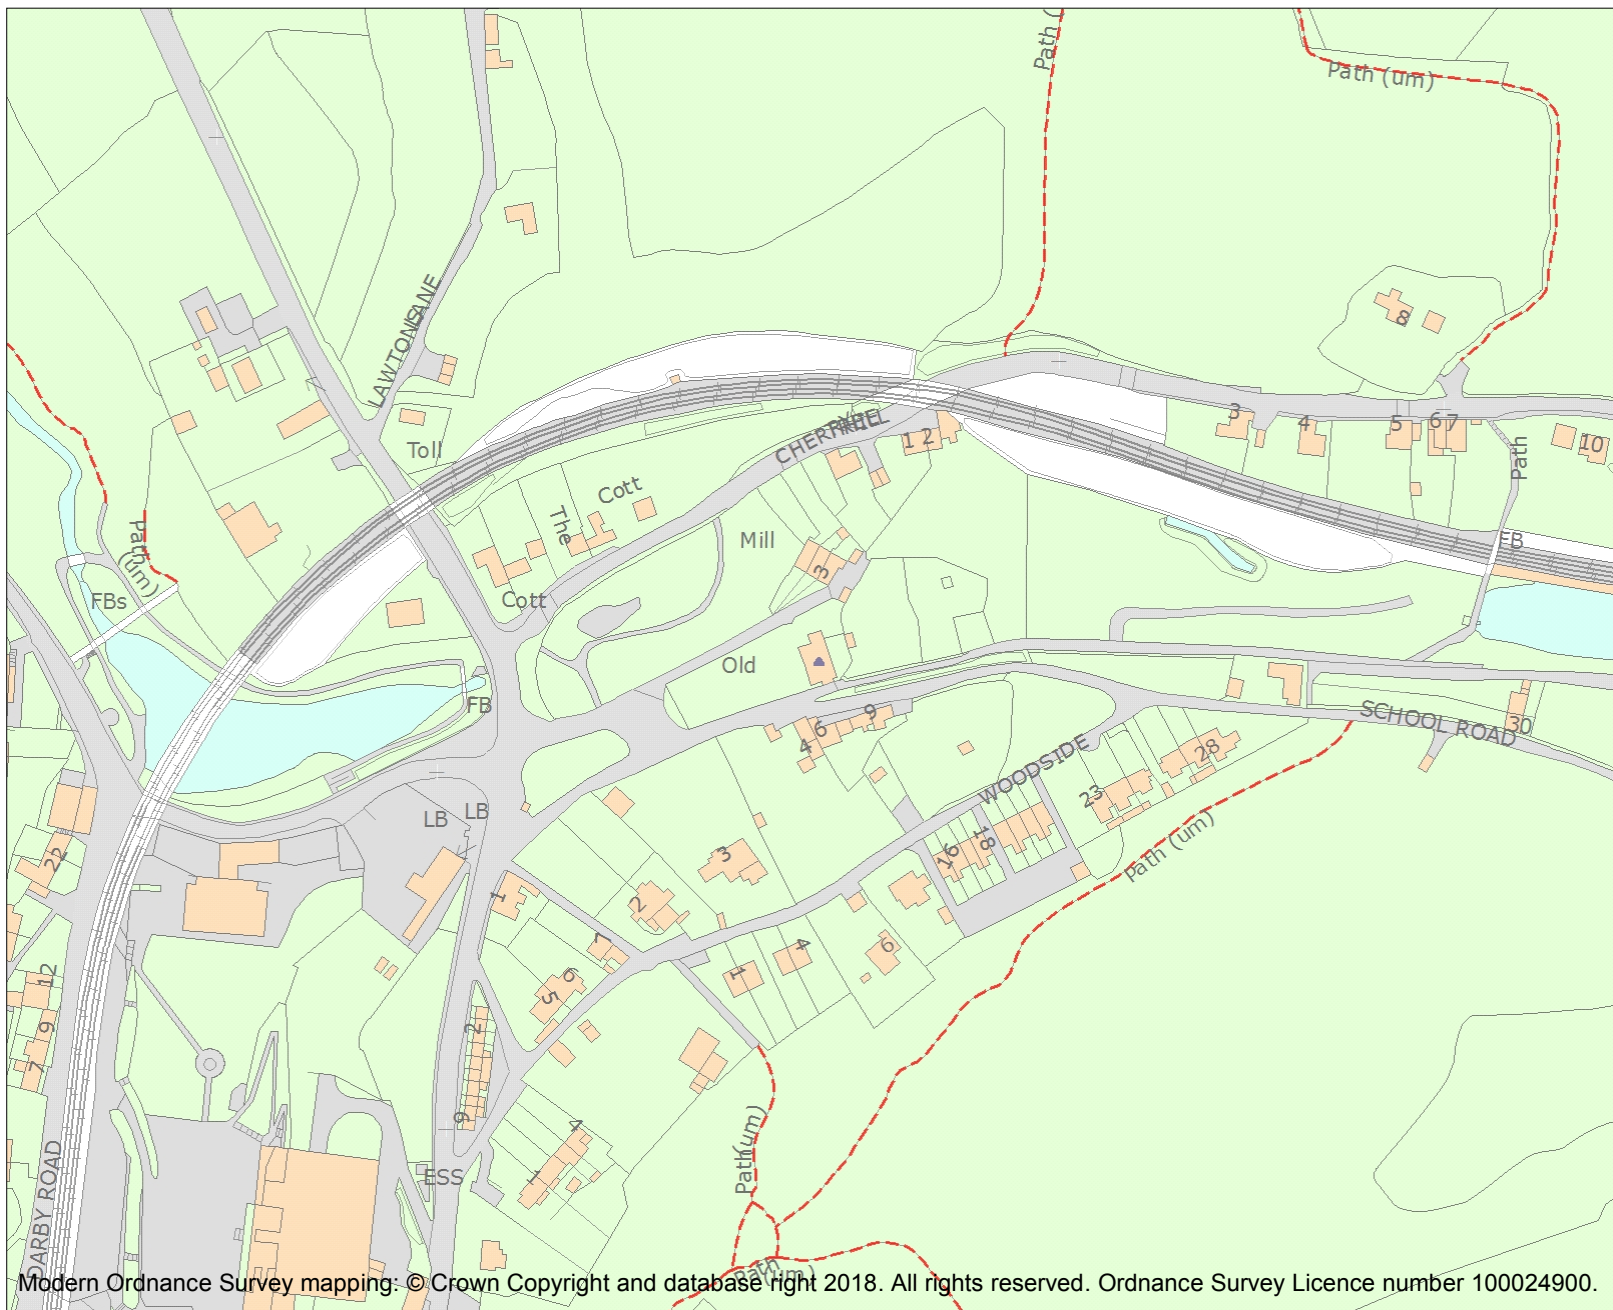 Path (
Path (um)
LAWTONS LANE
8
Toll
CHERRY TREE HILL
1 2
3
4
5
6 7
10
Path
Cott
The
Mill
3
FB
Path (um)
FBs
Cott
Old
FB
9
6
4
SCHOOL ROAD
30
WOODSIDE
28
23
LB
LB
22
18
16
Path (um)
3
2
1
7
6
5
1
4
6
12
9
7
2
9
4
1
Path (um)
ESS
DARBY ROAD
Path (um)
Modern Ordnance Survey mapping: © Crown Copyright and database right 2018. All rights reserved. Ordnance Survey Licence number 100024900.